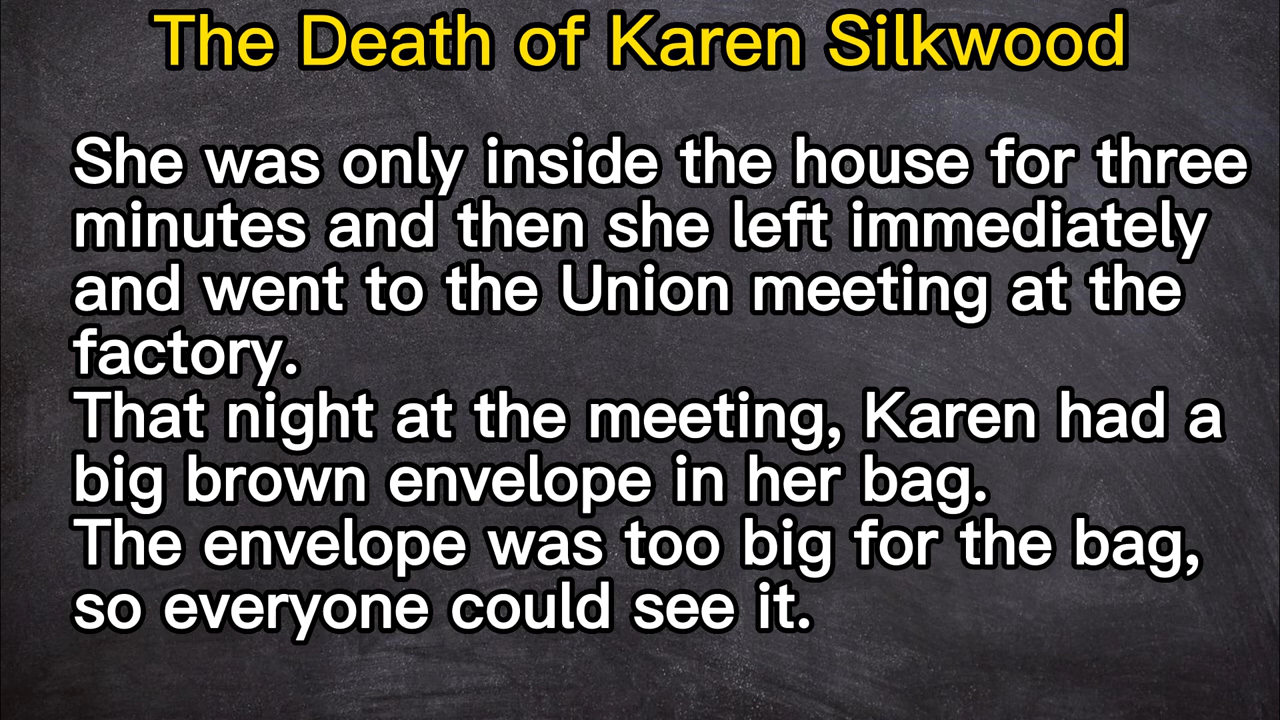 The Death of Karen Silkwood
She was only inside the house for three
minutes and then she left immediately
and went to the Union meeting at the
factory.
That night at the meeting, Karen had a
big brown envelope in her bag.
The envelope was too big for the bag,
so everyone could see it.